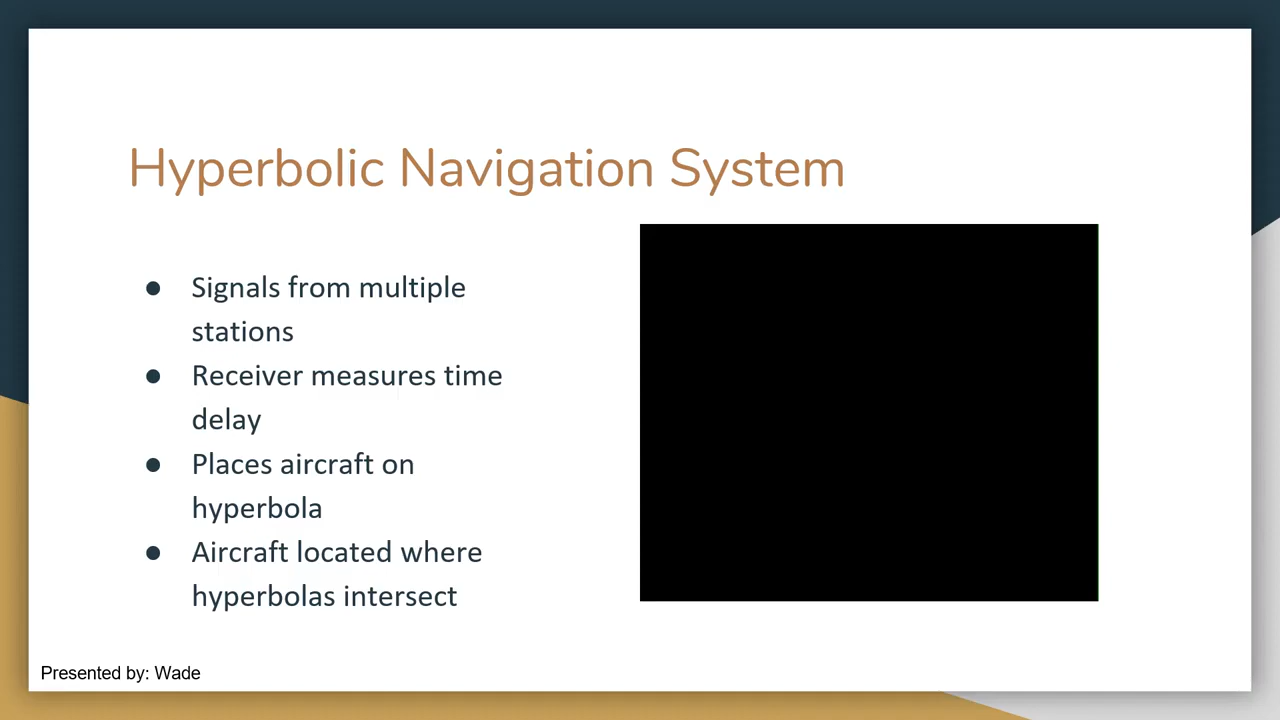 Hyperbolic Navigation System
● Signals from multiple
stations
● Receiver measures time
delay
● Places aircraft on
hyperbola
● Aircraft located where
hyperbolas intersect
Presented by: Wade